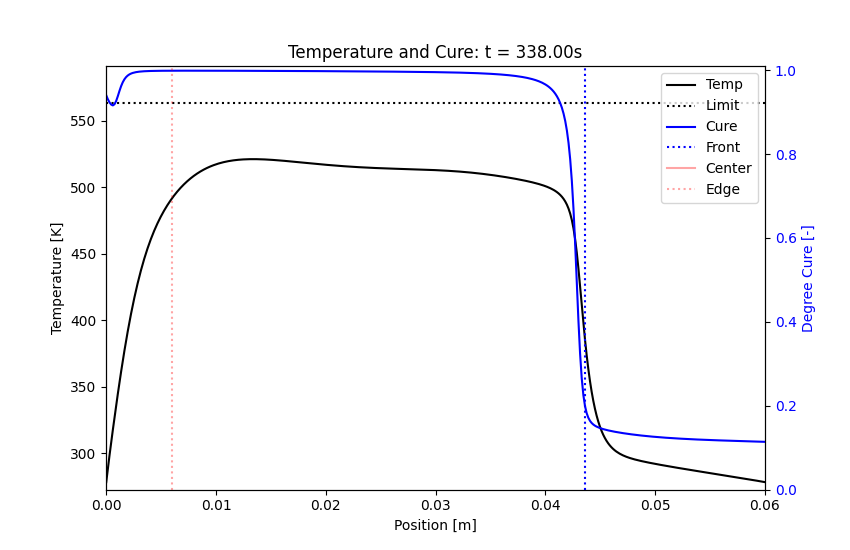 Temperature and Cure: t = 338.00s
Temperature [K]
550
500
450
400
350
300
0.00 0.01 0.02 0.03 0.04 0.05 0.06
Position [m]
1.0
0.8
0.6
0.4
0.2
0.0
Degree Cure [-]
Temp
Limit
Cure
Front
Center
Edge